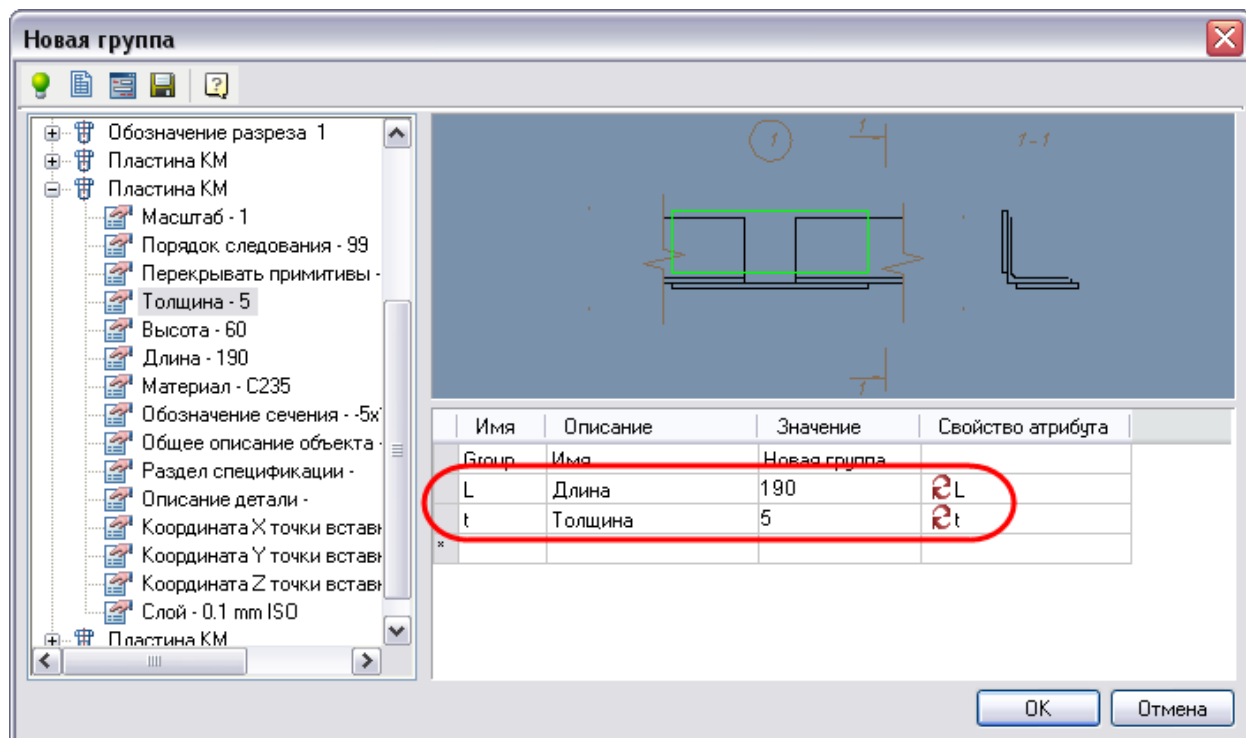 Новая группа
Обозначение разреза 1
Пластина КМ
Пластина КМ
Масштаб - 1
Порядок следования - 99
Перекрывать примитивы -
Толщина - 5
Высота - 60
Длина - 190
Материал - C235
Обозначение сечения - -5x
Общее описание объекта -
Раздел спецификации -
Описание детали -
Координата X точки встав
Координата Y точки встав
Координата Z точки встав
Слой - 0.1 mm ISO
Пластина КМ
1 1 1-1
1
Имя Описание Значение Свойство атрибута
Group Имя Новая группа
L Длина 190 L
t Толщина 5 t
*
OK Отмена